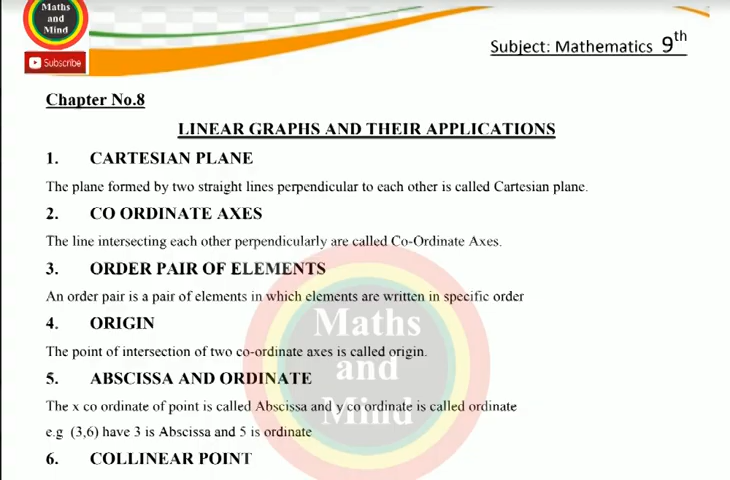 Maths
and
Mind
Subscribe
Subject: Mathematics 9th
Chapter No.8
LINEAR GRAPHS AND THEIR APPLICATIONS
1. CARTESIAN PLANE
The plane formed by two straight lines perpendicular to each other is called Cartesian plane.
2. CO ORDINATE AXES
The line intersecting each other perpendicularly are called Co-Ordinate Axes.
3. ORDER PAIR OF ELEMENTS
An order pair is a pair of elements in which elements are written in specific order
4. ORIGIN
The point of intersection of two co-ordinate axes is called origin.
5. ABSCISSA AND ORDINATE
The x co ordinate of point is called Abscissa and y co ordinate is called ordinate
e.g (3,6) have 3 is Abscissa and 5 is ordinate
6. COLLINEAR POINT
Maths
and
Mind